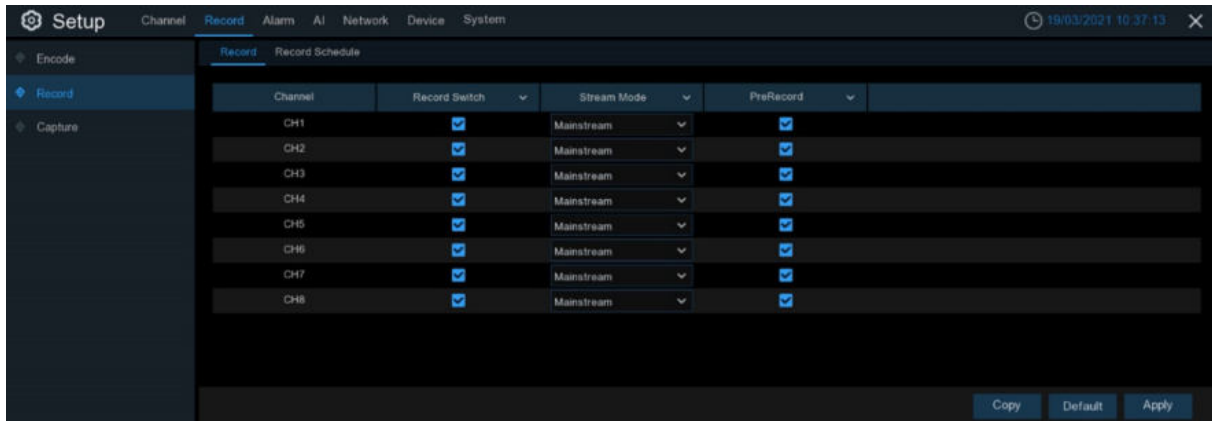 Setup Channel Record Alarm AI Network Device System 19/03/2021 10:37:13
Encode
Record
Capture
Record Record Schedule
Channel Record Switch Stream Mode PreRecord
CH1 Mainstream
CH2 Mainstream
CH3 Mainstream
CH4 Mainstream
CH5 Mainstream
CH6 Mainstream
CH7 Mainstream
CH8 Mainstream
Copy Default Apply